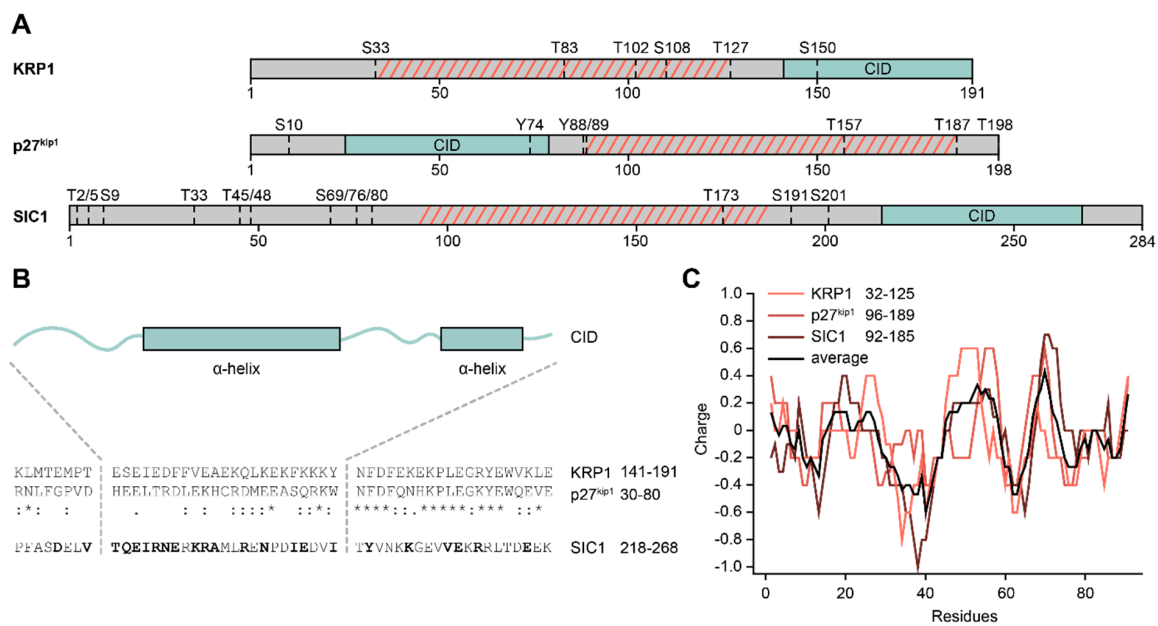 A
S33 T83 T102 S108 T127 S150
KRP1
CID
1 50 100 150 191
S10 Y74 Y88/89 T157 T187 T198
p27kip1
CID
1 50 100 150 198
T2/5 S9 T33 T45/48 S69/76/80 T173 S191 S201
SIC1
CID
1 50 100 150 200 250 284
B
CID
α-helix α-helix
KLMTEMPT ESEIEDFFVEAEKQLKEKFKKKY NFDFEKEKPLEGRYEWVKLE KRP1 141-191
RNLFGPVD HEELTRDLEKHCRDMEEASQRKW NFDFQNHKPLEGKYEWQEVE p27kip1 30-80
:*: : . : :: :* **: ****::.*****:*** :*
PFASDELV TQEIRNERKRAMLRENPDIEDVI TYVNKKGEVVEKRRLTDEEK SIC1 218-268
C
KRP1 32-125
p27kip1 96-189
SIC1 92-185
average
Charge
1.0
0.8
0.6
0.4
0.2
0
-0.2
-0.4
-0.6
-0.8
-1.0
0 20 40 60 80
Residues